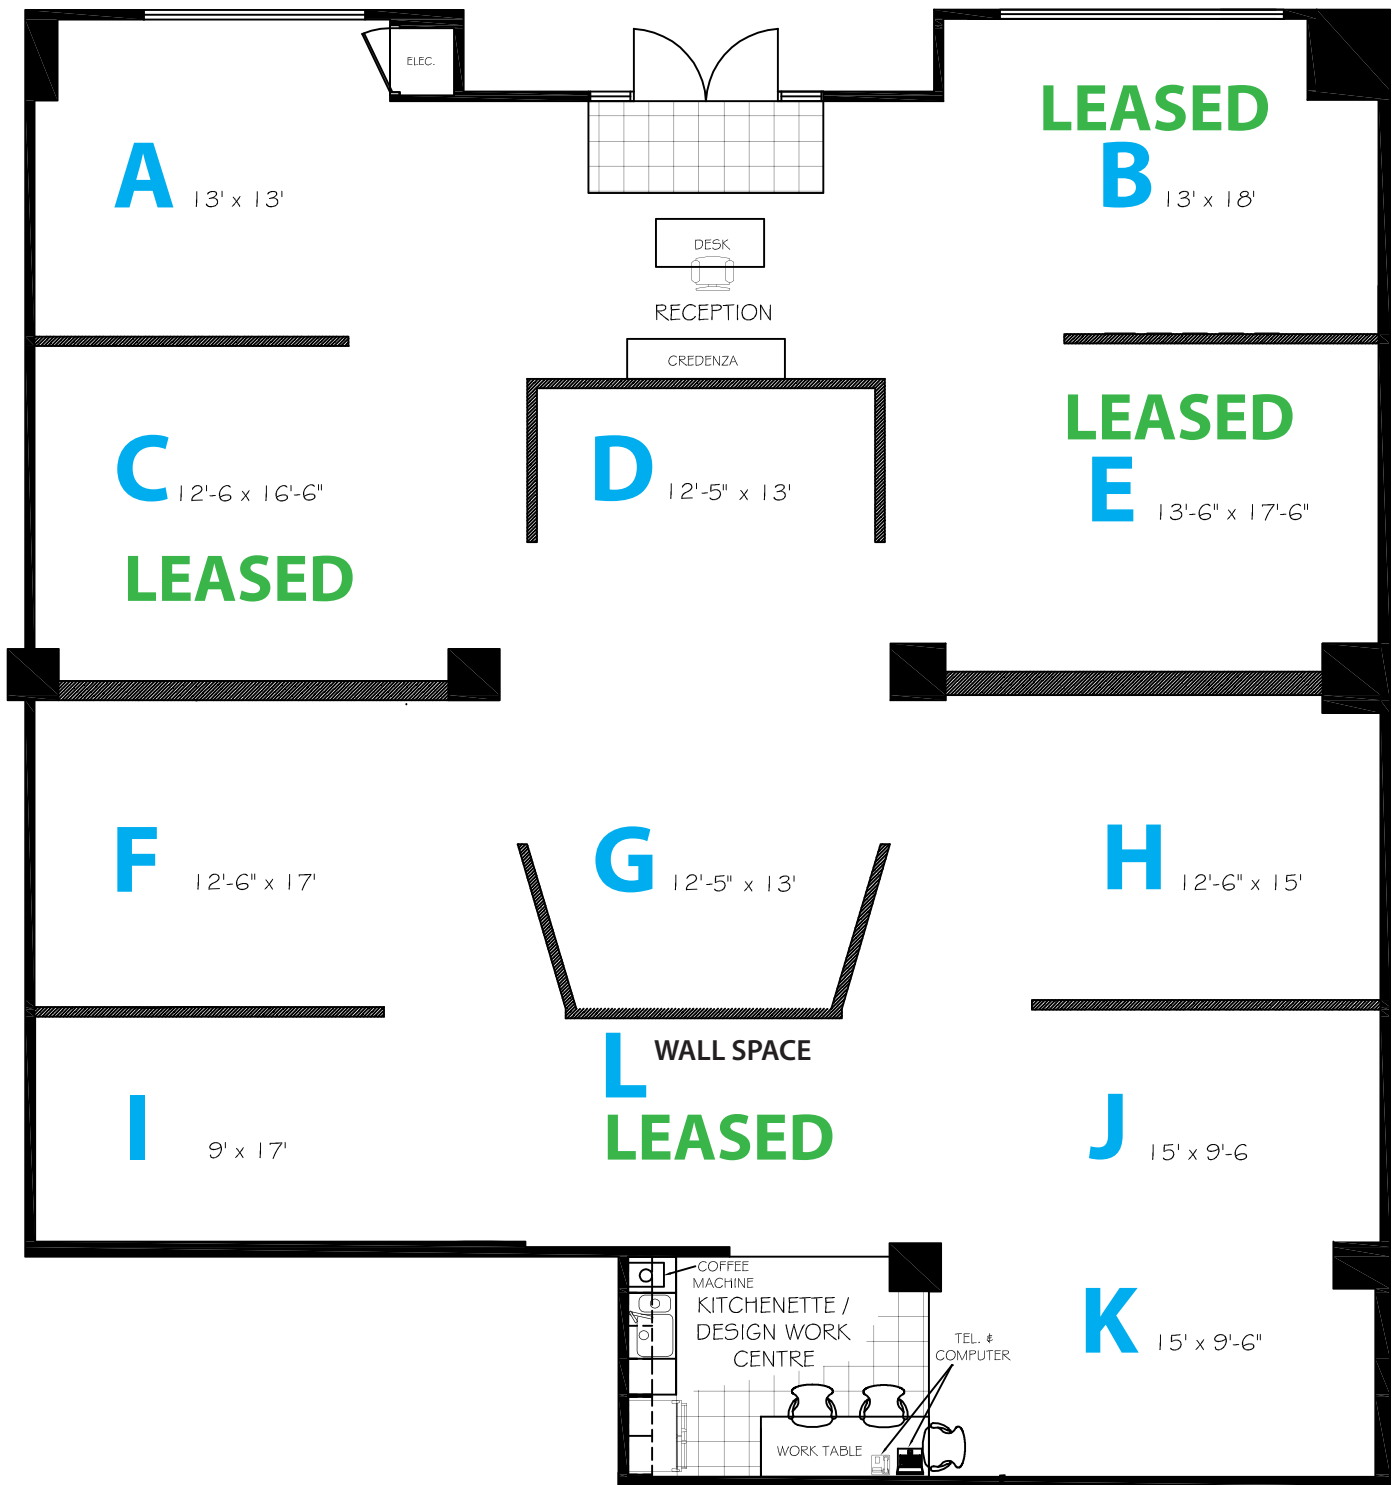 ELEC.
LEASED
A 13' x 13'
B 13' x 18'
DESK
RECEPTION
CREDENZA
LEASED
C 12'-6 x 16'-6"
D 12'-5" x 13'
E 13'-6" x 17'-6"
LEASED
F 12'-6" x 17'
G 12'-5" x 13'
H 12'-6" x 15'
L WALL SPACE
LEASED
I 9' x 17'
J 15' x 9'-6
COFFEE
MACHINE
KITCHENETTE /
DESIGN WORK
CENTRE
TEL. &
COMPUTER
K 15' x 9'-6"
WORK TABLE